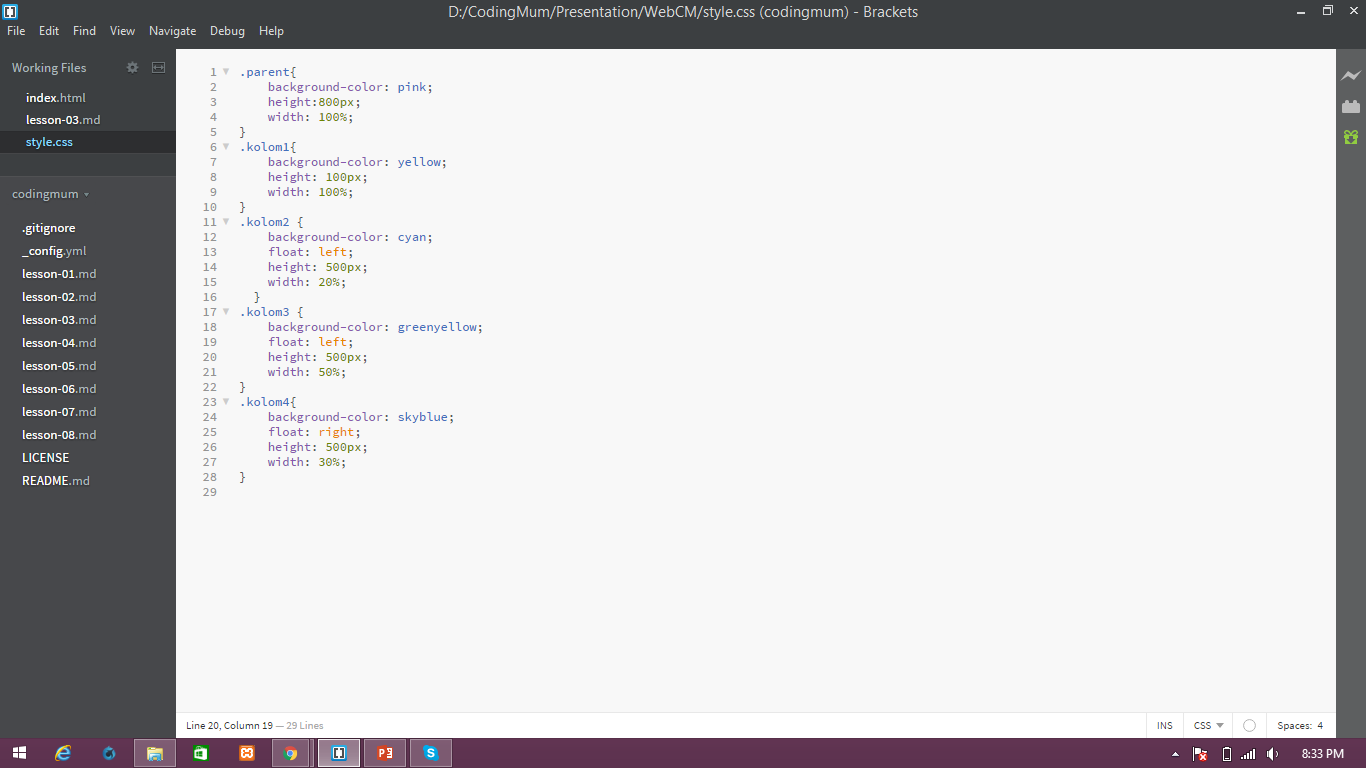 D:/CodingMum/Presentation/WebCM/style.css (codingmum) - Brackets
File Edit Find View Navigate Debug Help
Working Files
index.html
lesson-03.md
style.css
codingmum
.gitignore
_config.yml
lesson-01.md
lesson-02.md
lesson-03.md
lesson-04.md
lesson-05.md
lesson-06.md
lesson-07.md
lesson-08.md
LICENSE
README.md
1 .parent{
2     background-color: pink;
3     height:800px;
4     width: 100%;
5 }
6 .kolom1{
7     background-color: yellow;
8     height: 100px;
9     width: 100%;
10 }
11 .kolom2 {
12     background-color: cyan;
13     float: left;
14     height: 500px;
15     width: 20%;
16   }
17 .kolom3 {
18     background-color: greenyellow;
19     float: left;
20     height: 500px;
21     width: 50%;
22 }
23 .kolom4{
24     background-color: skyblue;
25     float: right;
26     height: 500px;
27     width: 30%;
28 }
29
Line 20, Column 19 — 29 Lines
INS CSS Spaces: 4
8:33 PM